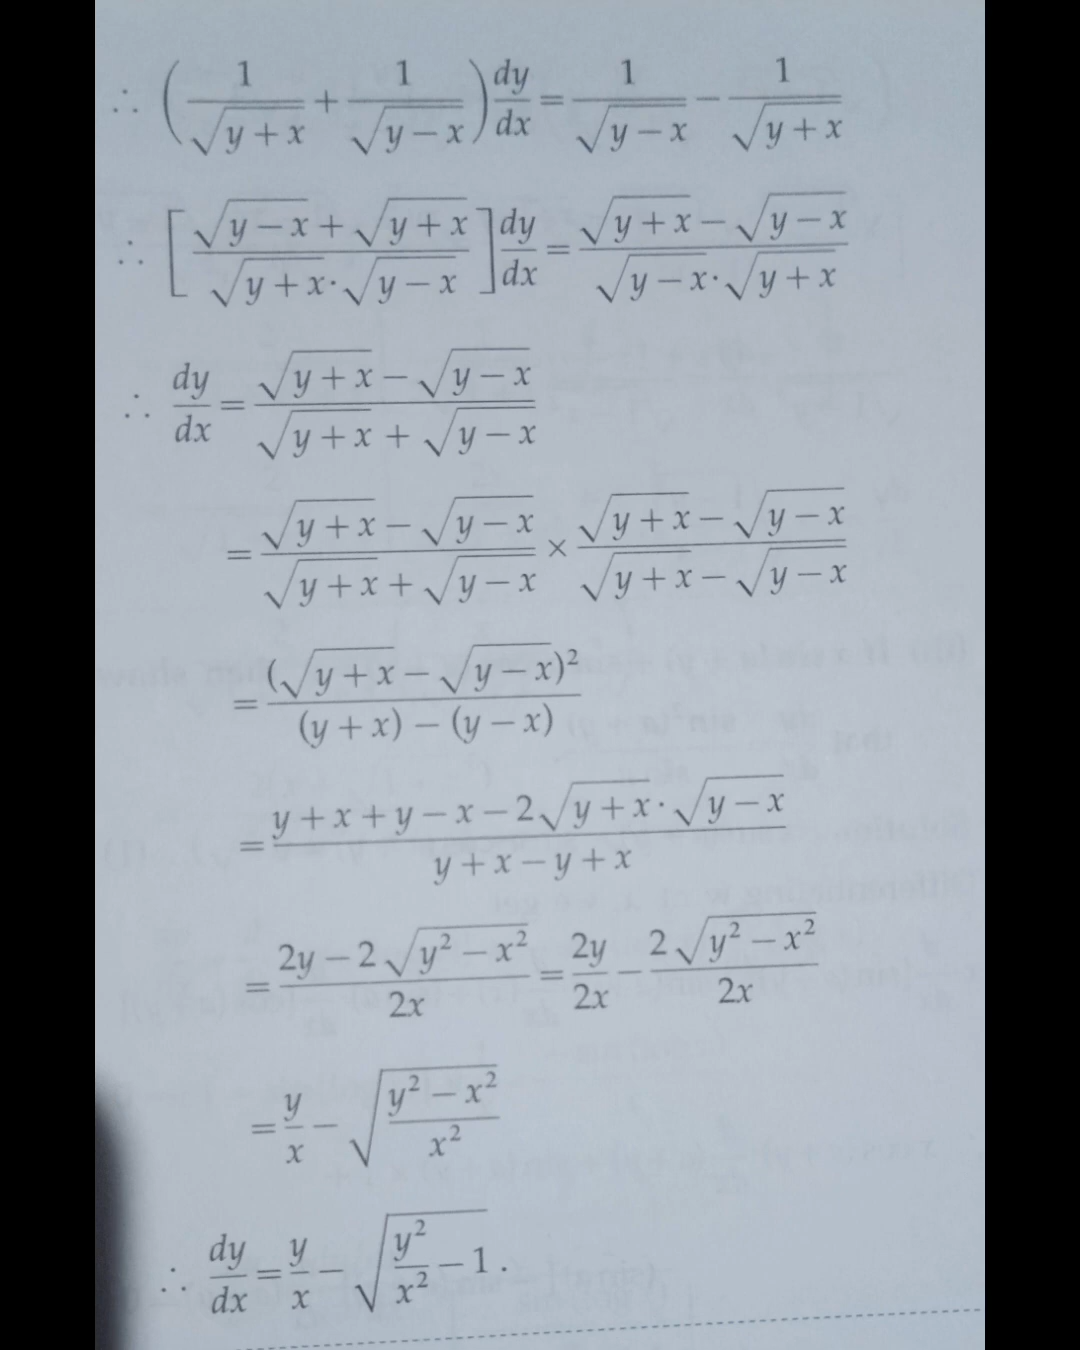 ∴ (1/√(y + x) + 1/√(y − x)) dy/dx = 1/√(y − x) − 1/√(y + x)
∴ [(√(y − x) + √(y + x))/(√(y + x)·√(y − x))] dy/dx = (√(y + x) − √(y − x))/(√(y − x)·√(y + x))
∴ dy/dx = (√(y + x) − √(y − x))/(√(y + x) + √(y − x))
= (√(y + x) − √(y − x))/(√(y + x) + √(y − x)) × (√(y + x) − √(y − x))/(√(y + x) − √(y − x))
= (√(y + x) − √(y − x))²/((y + x) − (y − x))
= (y + x + y − x − 2√(y + x)·√(y − x))/(y + x − y + x)
= (2y − 2√(y² − x²))/2x = 2y/2x − 2√(y² − x²)/2x
= y/x − √((y² − x²)/x²)
∴ dy/dx = y/x − √(y²/x² − 1).